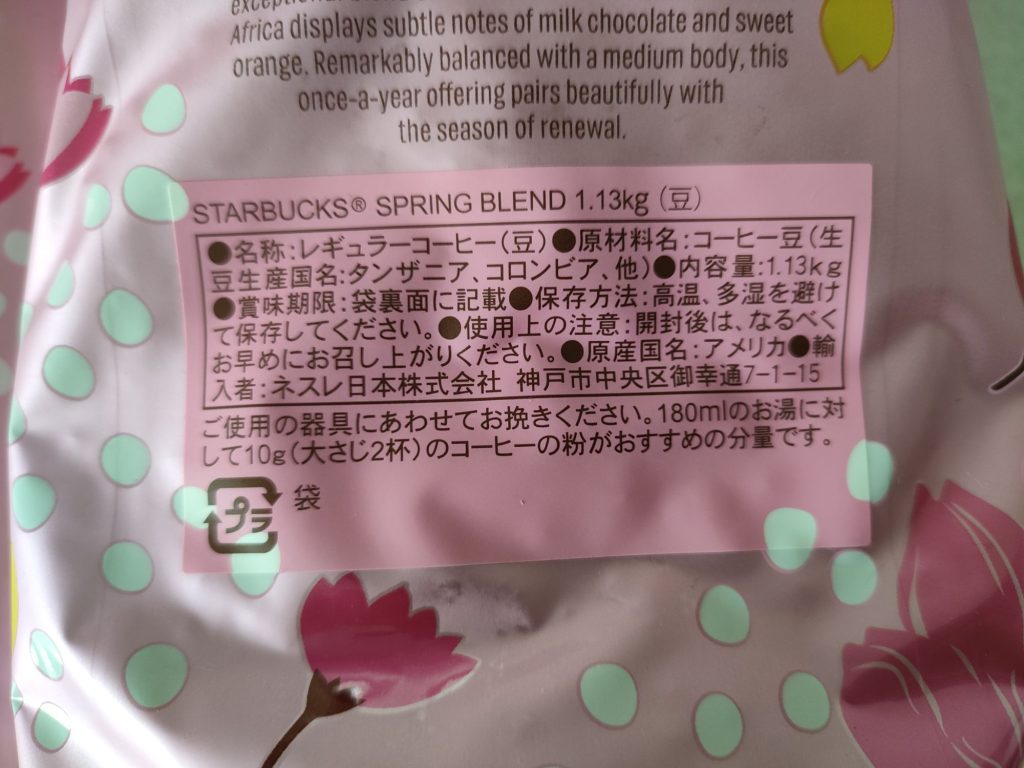 exceptional blend
Africa displays subtle notes of milk chocolate and sweet
orange. Remarkably balanced with a medium body, this
once-a-year offering pairs beautifully with
the season of renewal.
STARBUCKS® SPRING BLEND 1.13kg（豆）
●名称：レギュラーコーヒー（豆）●原材料名：コーヒー豆（生
豆生産国名：タンザニア、コロンビア、他）●内容量：1.13kg
●賞味期限：袋裏面に記載●保存方法：高温、多湿を避け
て保存してください。●使用上の注意：開封後は、なるべく
お早めにお召し上がりください。●原産国名：アメリカ●輸
入者：ネスレ日本株式会社 神戸市中央区御幸通7-1-15
ご使用の器具にあわせてお挽きください。180mlのお湯に対
して10g（大さじ2杯）のコーヒーの粉がおすすめの分量です。
プラ 袋